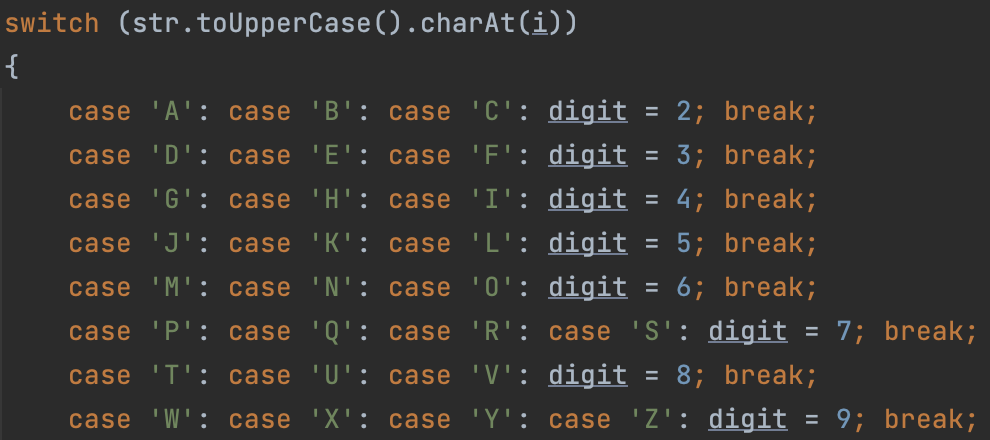 switch (str.toUpperCase().charAt(i))
{
    case 'A': case 'B': case 'C': digit = 2; break;
    case 'D': case 'E': case 'F': digit = 3; break;
    case 'G': case 'H': case 'I': digit = 4; break;
    case 'J': case 'K': case 'L': digit = 5; break;
    case 'M': case 'N': case 'O': digit = 6; break;
    case 'P': case 'Q': case 'R': case 'S': digit = 7; break;
    case 'T': case 'U': case 'V': digit = 8; break;
    case 'W': case 'X': case 'Y': case 'Z': digit = 9; break;